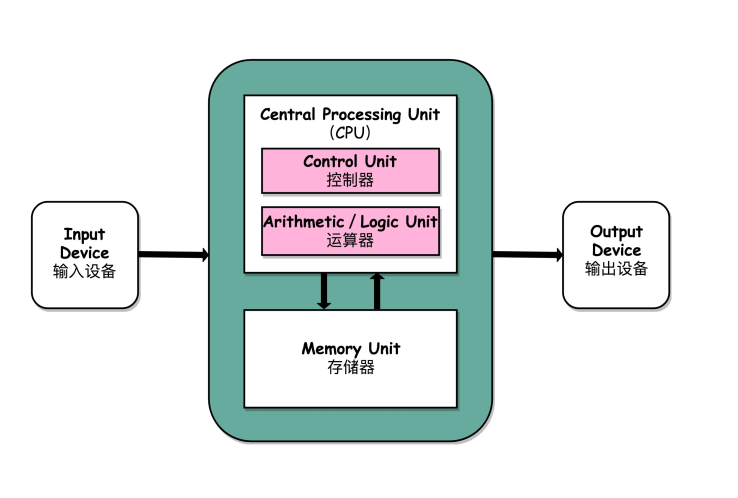 Central Processing Unit
（CPU）
Control Unit
控制器
Arithmetic / Logic Unit
运算器
Input
Device
输入设备
Output
Device
输出设备
Memory Unit
存储器